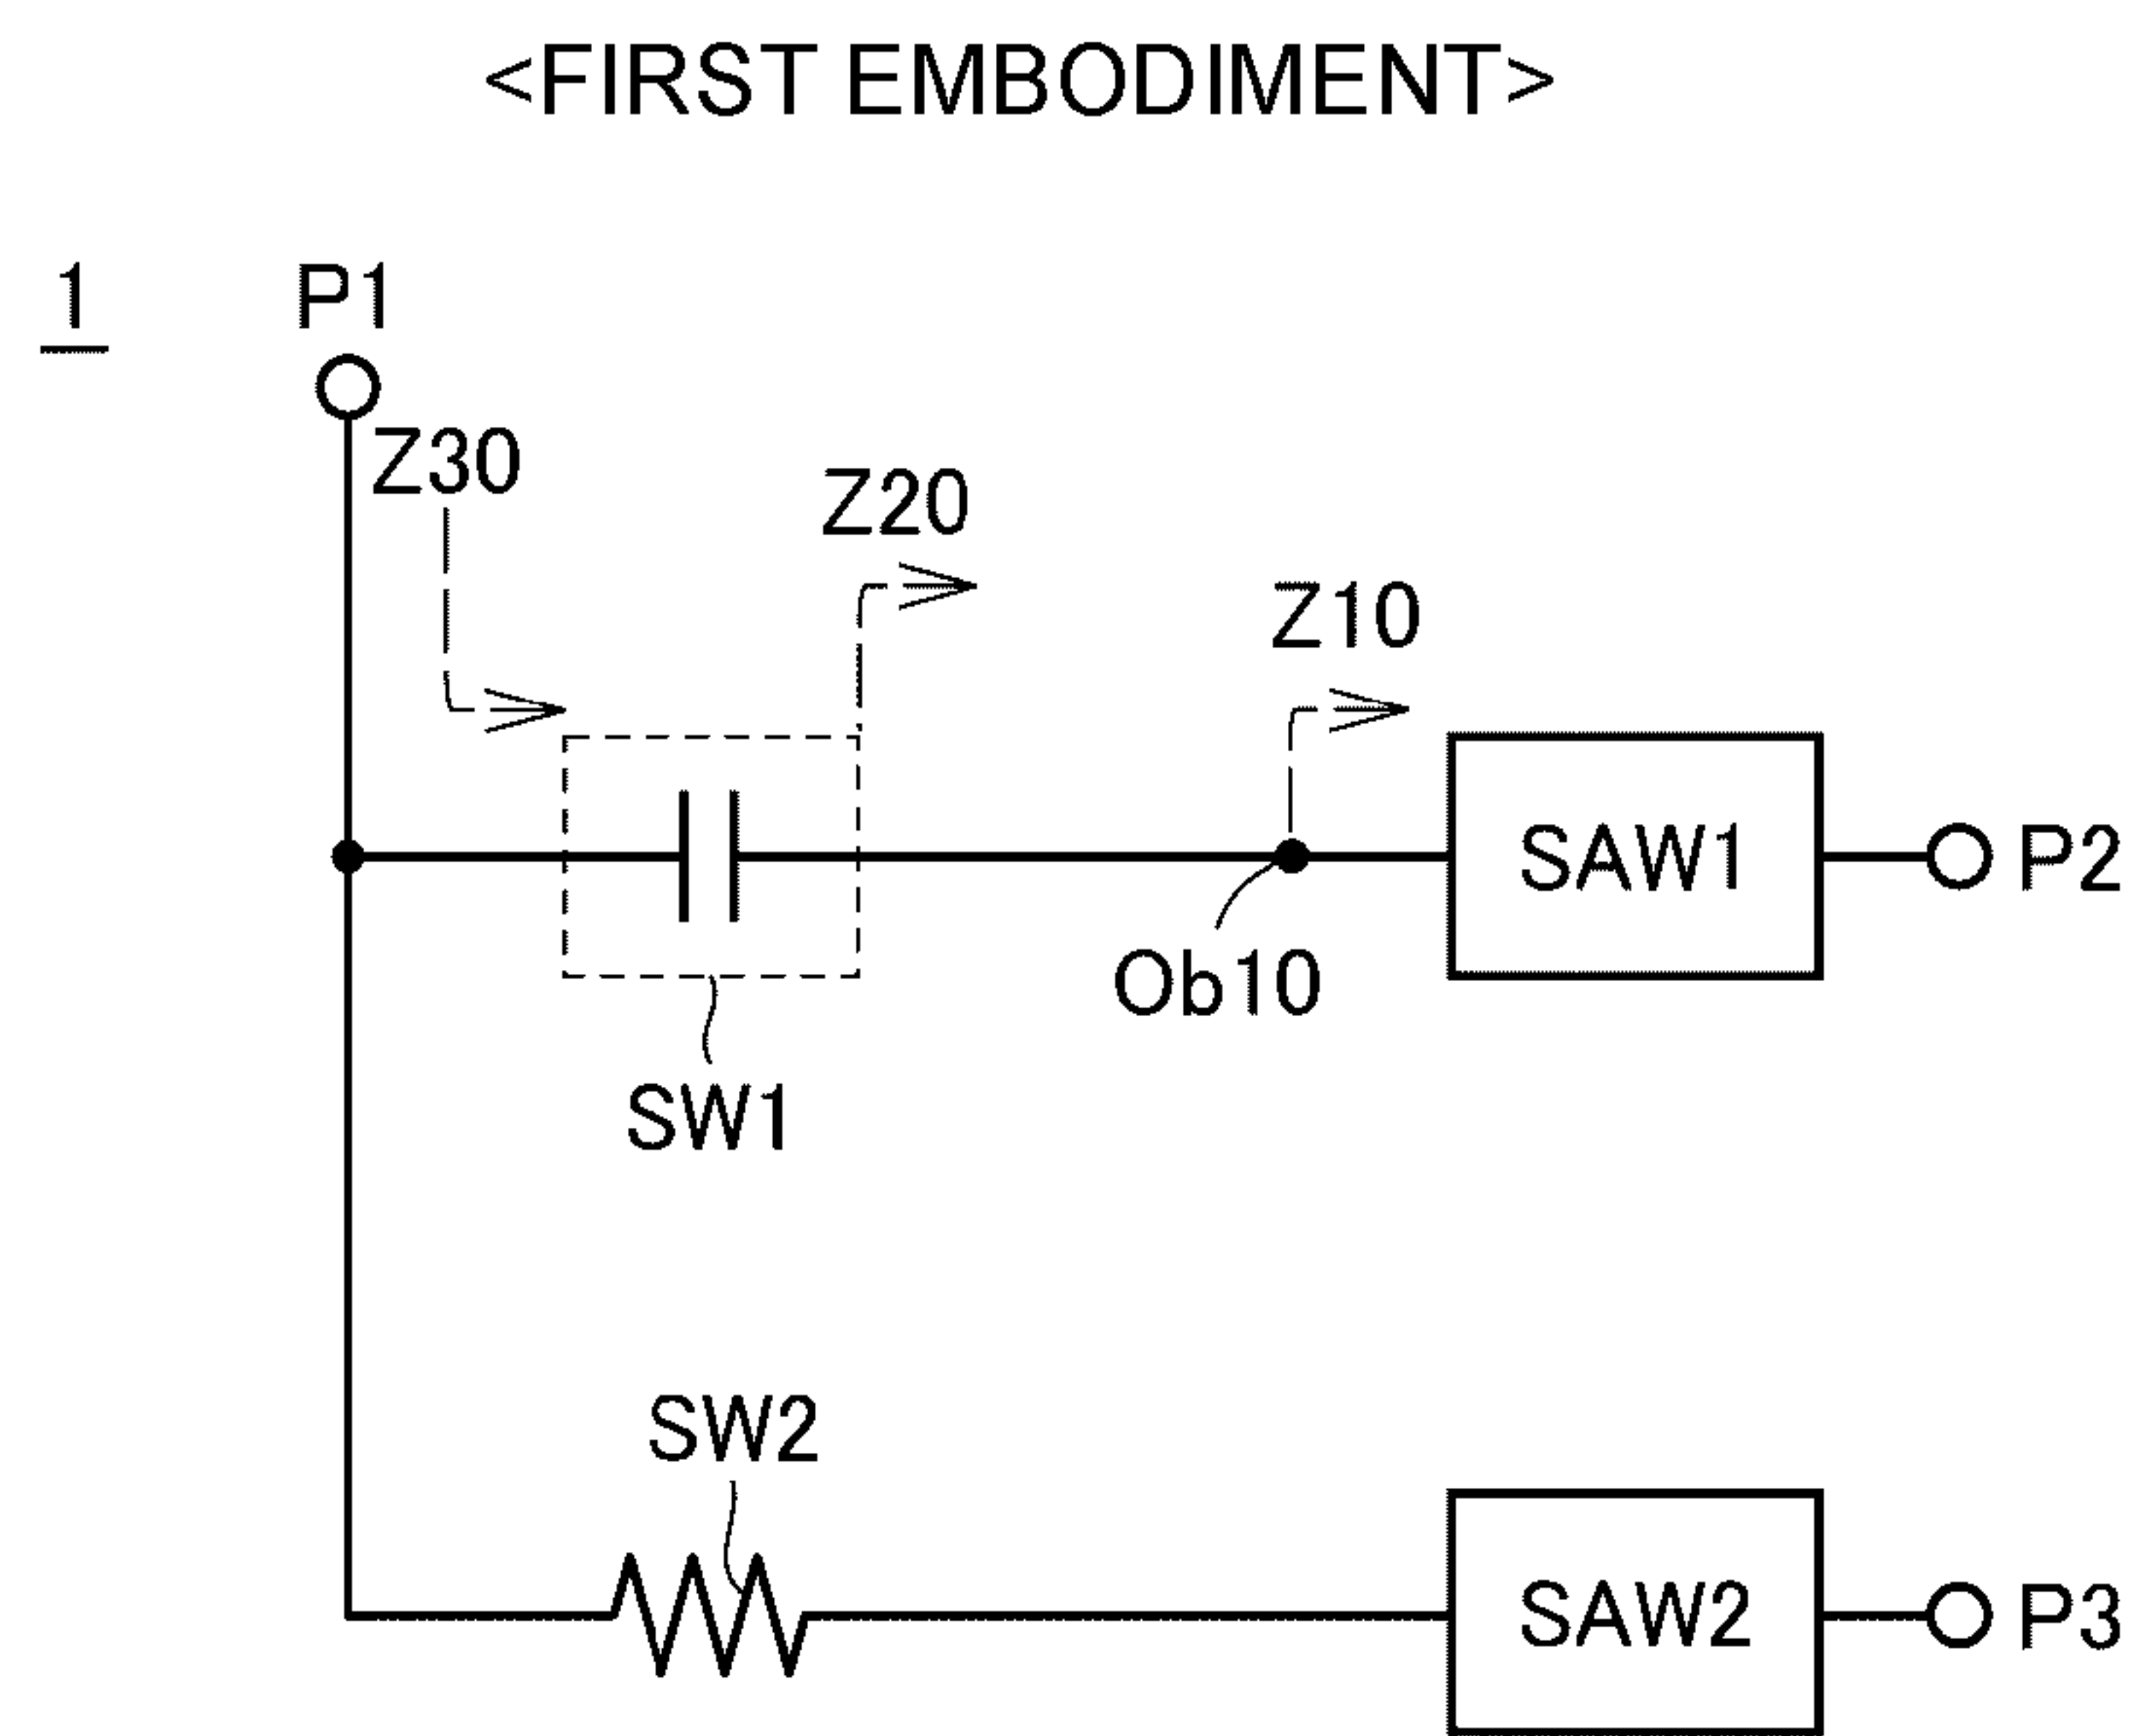 <FIRST EMBODIMENT>
1
P1
Z30
Z20
Z10
SAW1
P2
Ob10
SW1
SW2
SAW2
P3